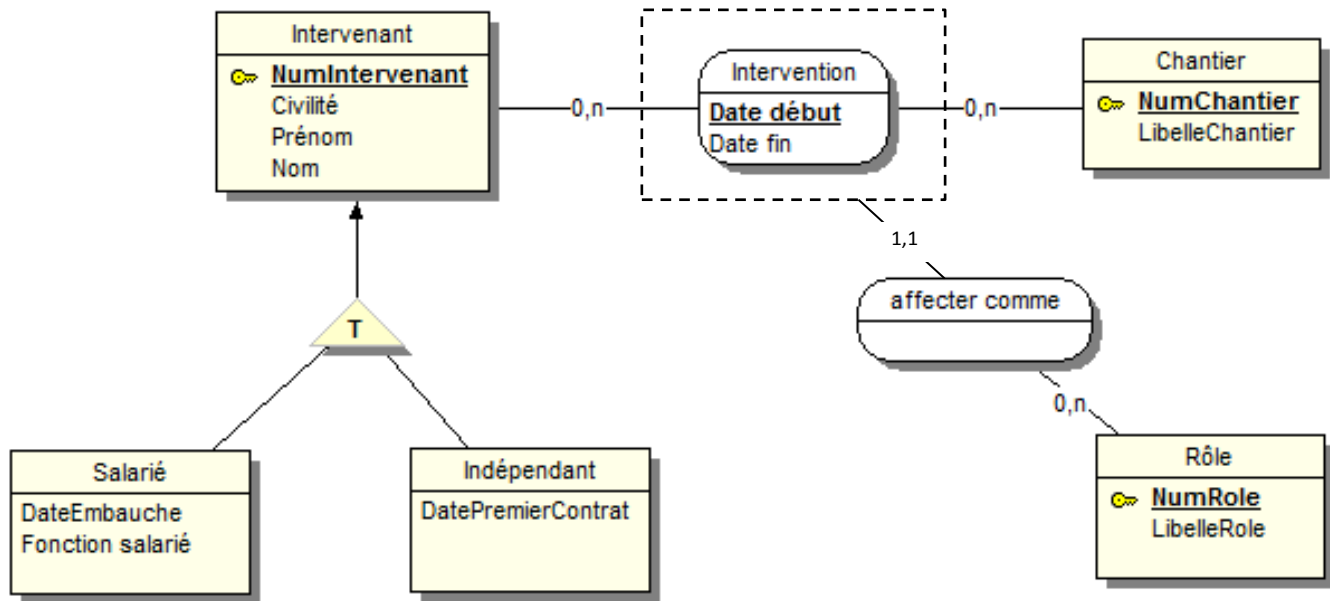 Intervenant
NumIntervenant
Civilité
Prénom
Nom
0,n
Intervention
Date début
Date fin
0,n
Chantier
NumChantier
LibelleChantier
1,1
affecter comme
0,n
T
Salarié
DateEmbauche
Fonction salarié
Indépendant
DatePremierContrat
Rôle
NumRole
LibelleRole